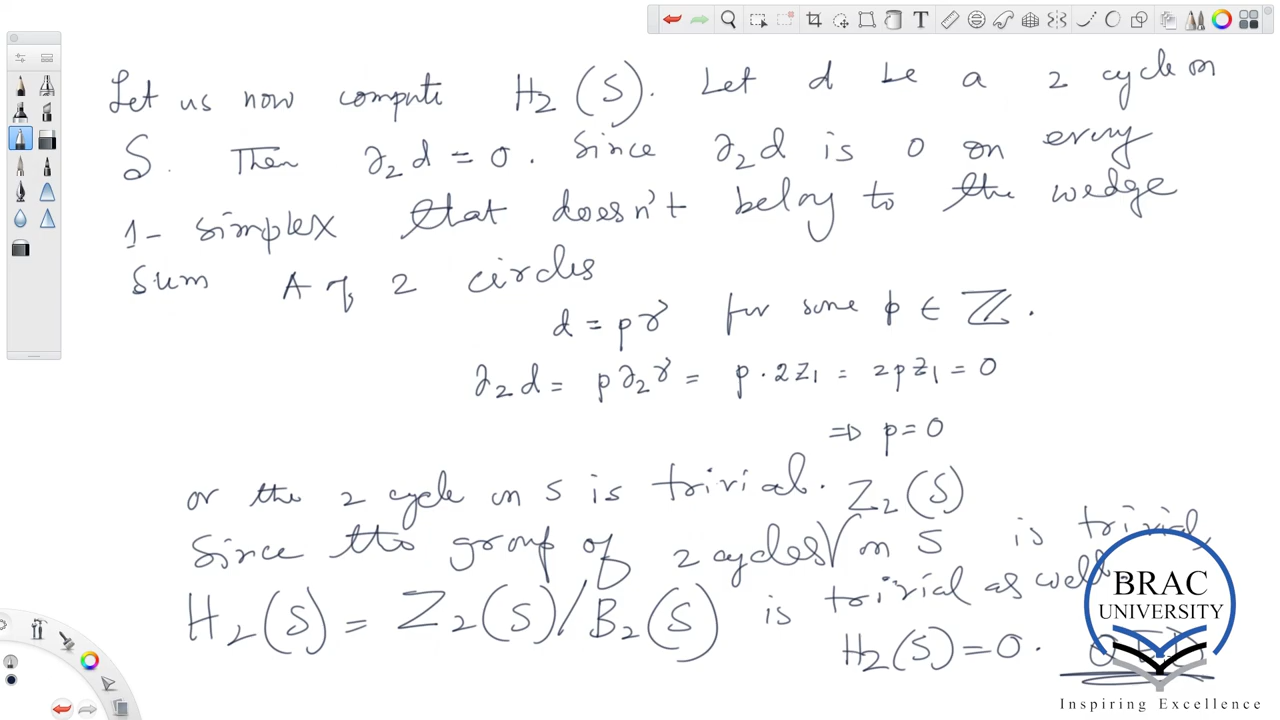 Let us now compute H₂(S). Let d be a 2 cycle on
S. Then ∂₂d = 0. Since ∂₂d is 0 on every
1- simplex that doesn't belong to the wedge
sum A of 2 circles
d = pγ for some p ∈ ℤ.
∂₂d = p∂₂γ = p · 2z₁ = 2pz₁ = 0
⇒ p = 0
or the 2 cycle on S is trivial.
Z₂(S)
Since the group of 2 cycles √ on S is trivial,
H₂(S) = Z₂(S)/B₂(S) is trivial as well.
H₂(S) = 0. QED
BRAC
UNIVERSITY
Inspiring Excellence